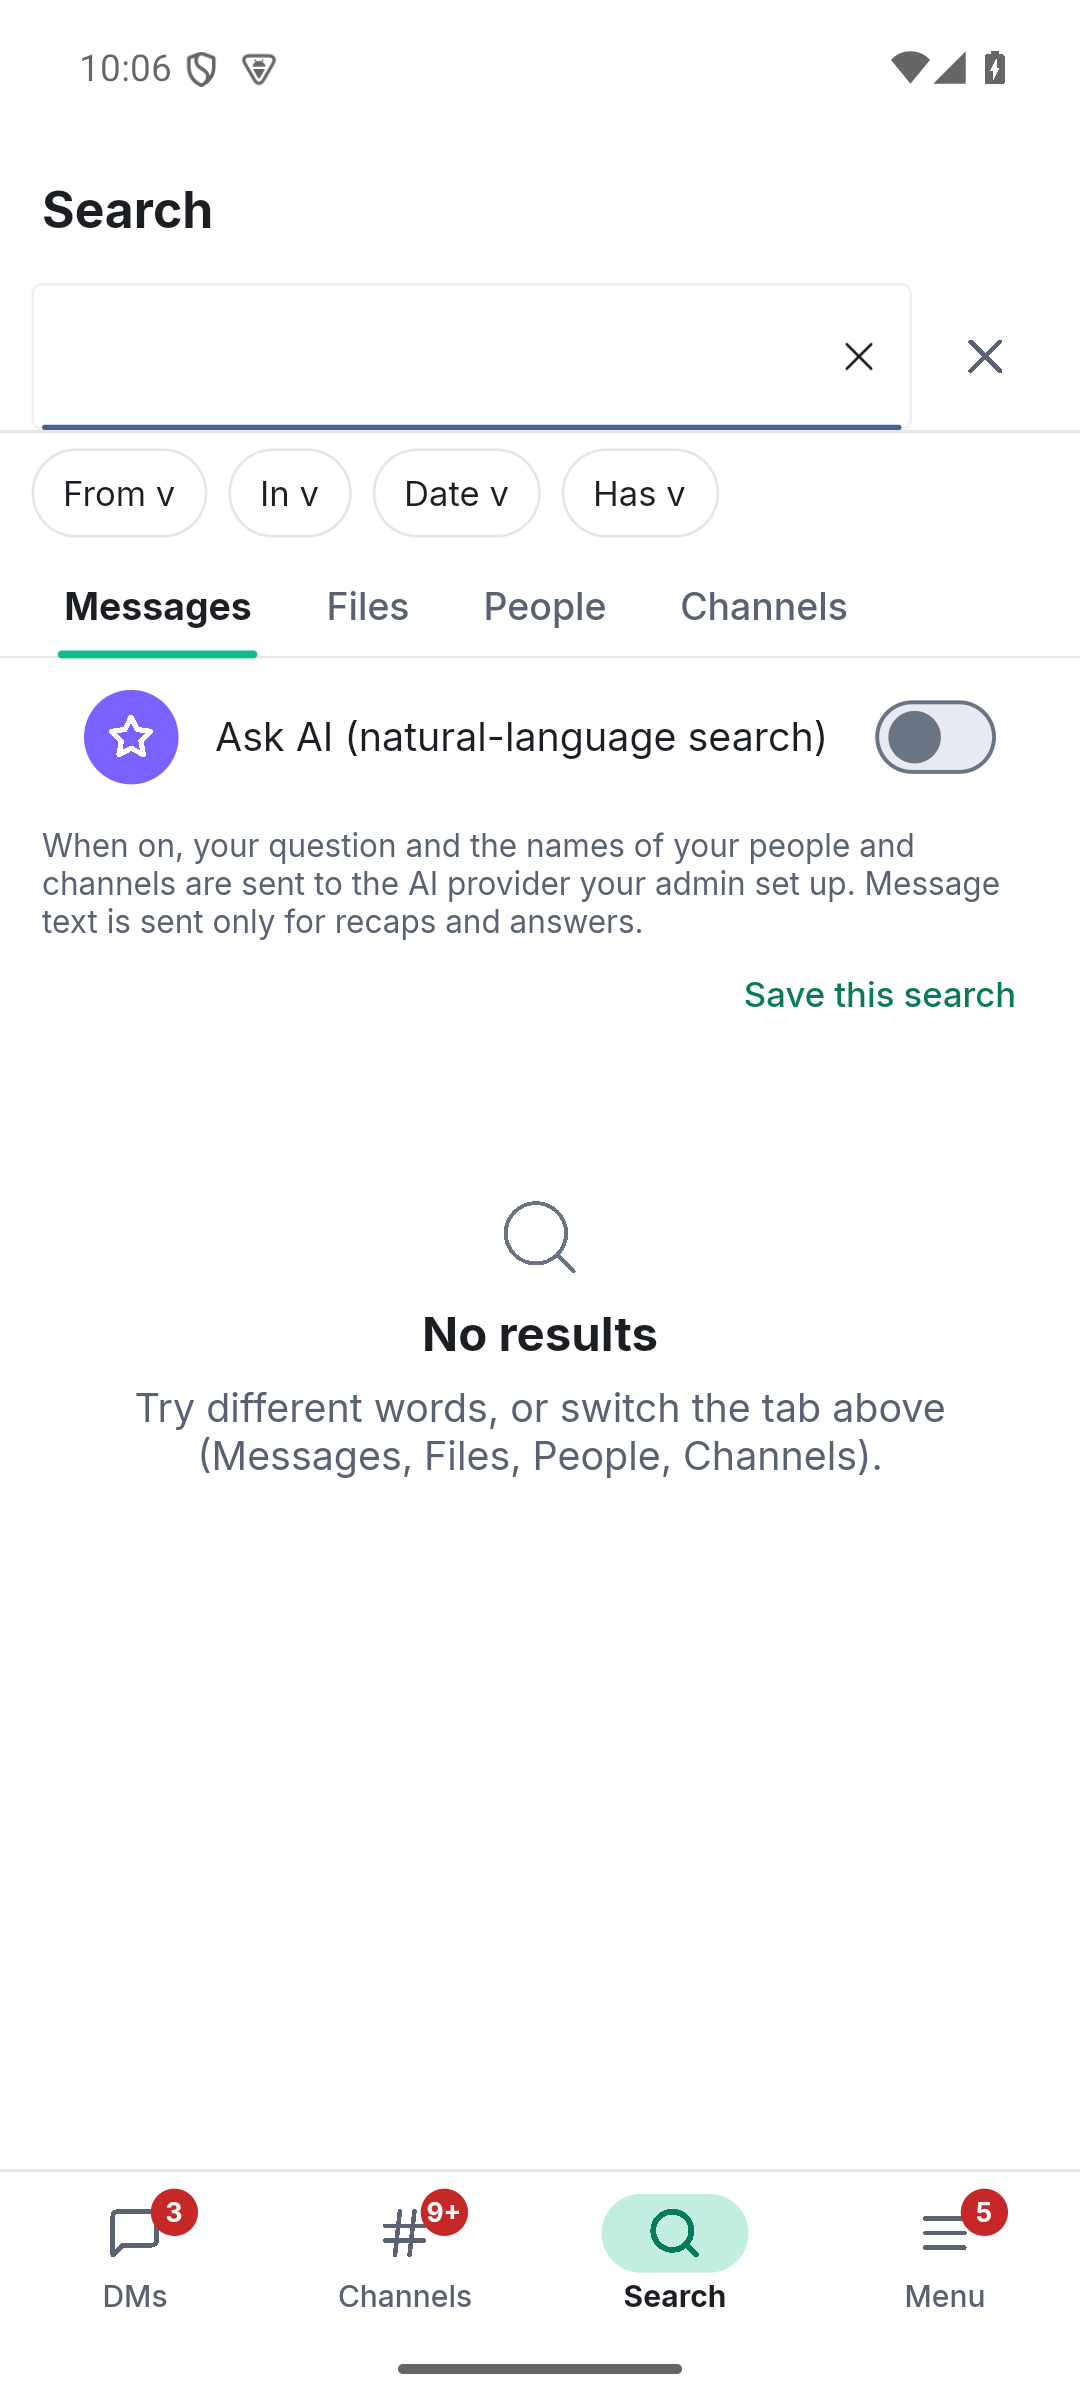 10:06
Search
From v
In v
Date v
Has v
Messages
Files
People
Channels
Ask AI (natural-language search)
When on, your question and the names of your people and
channels are sent to the AI provider your admin set up. Message
text is sent only for recaps and answers.
Save this search
No results
Try different words, or switch the tab above
(Messages, Files, People, Channels).
3
9+
5
DMs
Channels
Search
Menu